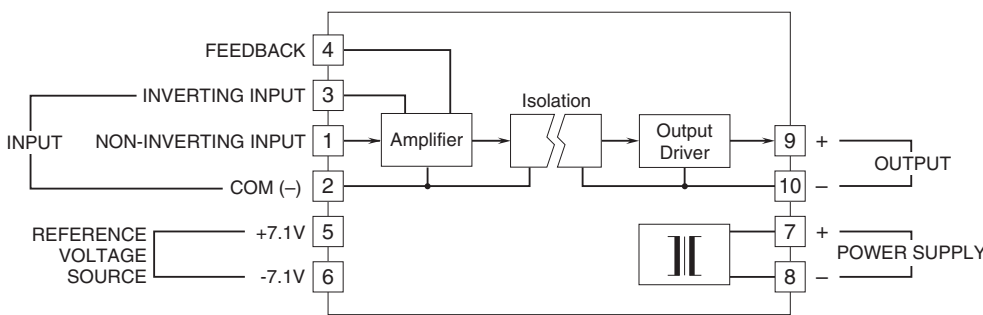 FEEDBACK 4
INVERTING INPUT 3
Isolation
INPUT
NON-INVERTING INPUT 1
Amplifier
Output
Driver
9 +
OUTPUT
COM (–) 2
10 –
REFERENCE
VOLTAGE
SOURCE
+7.1V 5
-7.1V 6
7 +
POWER SUPPLY
8 –